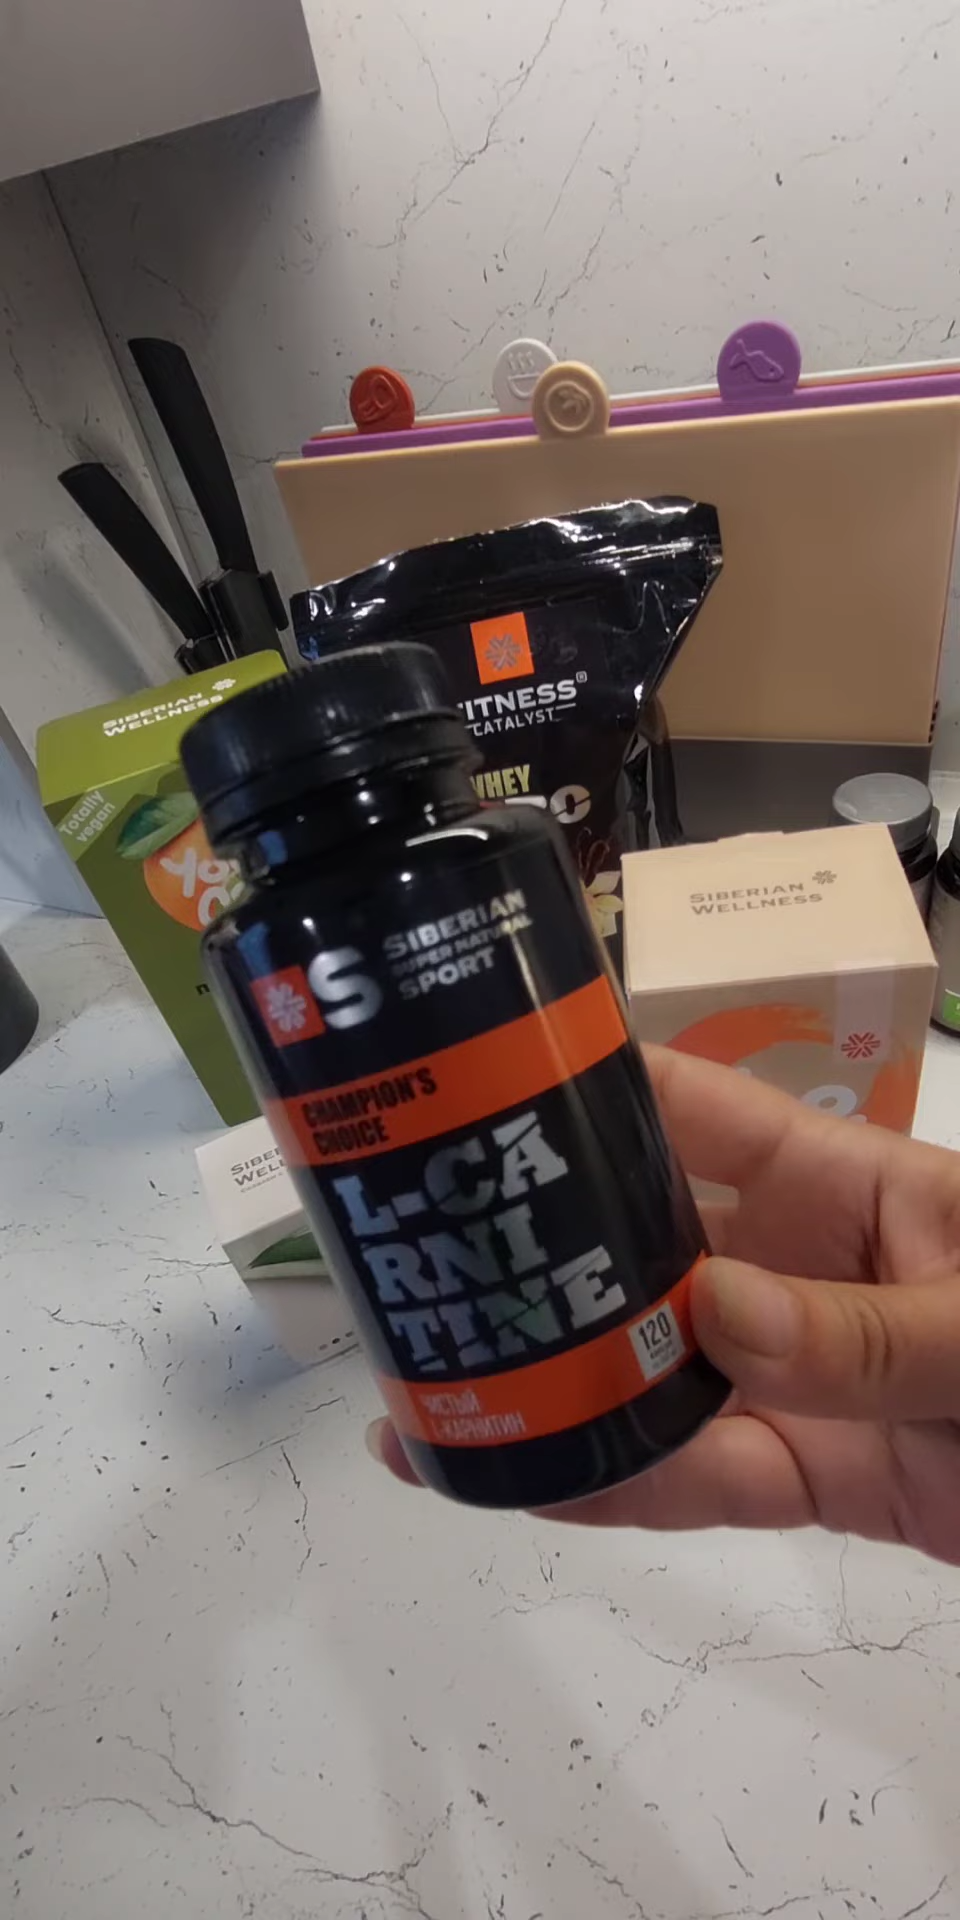 SIBERIAN
WELLNESS
Totally
vegan
FITNESS®
CATALYST
WHEY
SIBERIAN
WELLNESS
S
SIBERIAN
SUPER NATURAL
SPORT
CHAMPION'S
CHOICE
L-CA
RNI
TINE
120
ЧИСТЫЙ
L-КАРНИТИН